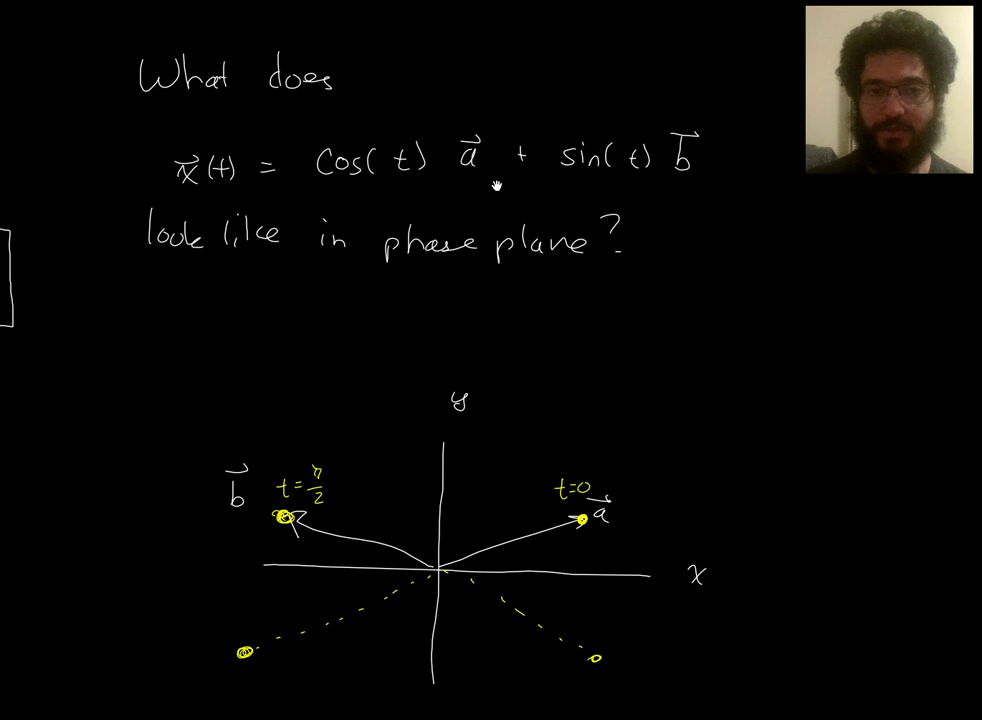 What does
x⃗(t) = cos(t) a⃗ + sin(t) b⃗
look like in phase plane?
y
b⃗ t=π/2
t=0 a⃗
x